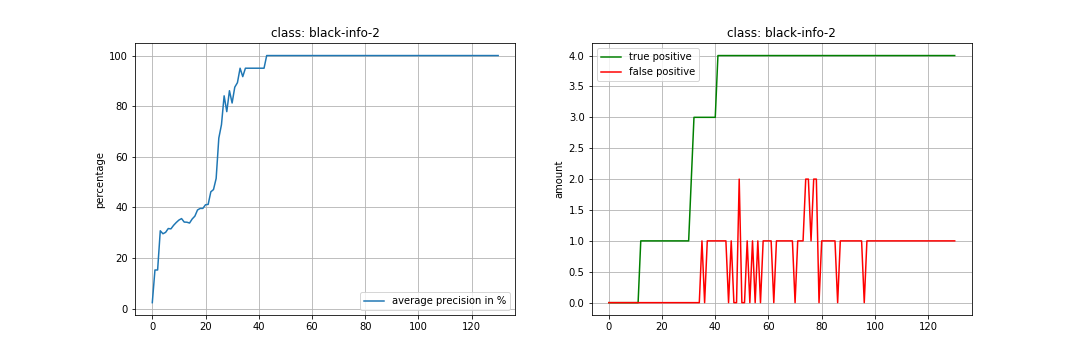 class: black-info-2
percentage
100
80
60
40
20
0
0 20 40 60 80 100 120
average precision in %
class: black-info-2
amount
4.0
3.5
3.0
2.5
2.0
1.5
1.0
0.5
0.0
0 20 40 60 80 100 120
true positive
false positive